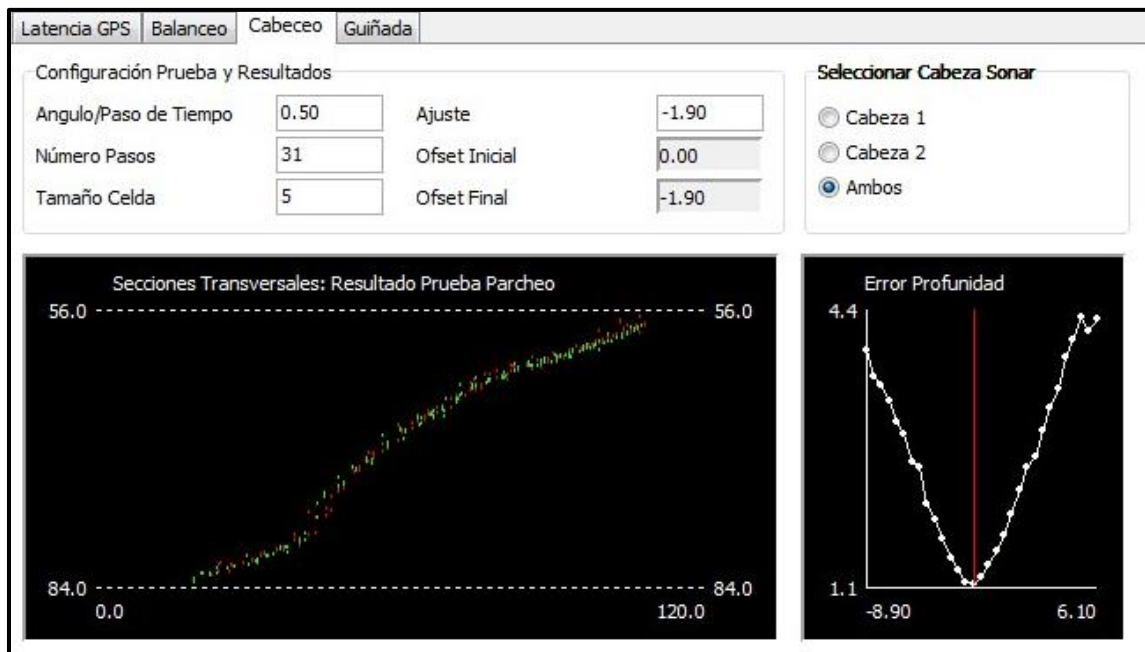 Latencia GPS Balanceo Cabeceo Guiñada
Configuración Prueba y Resultados
Angulo/Paso de Tiempo 0.50 Ajuste -1.90
Número Pasos 31 Ofset Inicial 0.00
Tamaño Celda 5 Ofset Final -1.90
Seleccionar Cabeza Sonar
Cabeza 1
Cabeza 2
Ambos
Secciones Transversales: Resultado Prueba Parcheo
56.0 56.0
84.0 84.0
0.0 120.0
Error Profunidad
4.4
1.1
-8.90 6.10